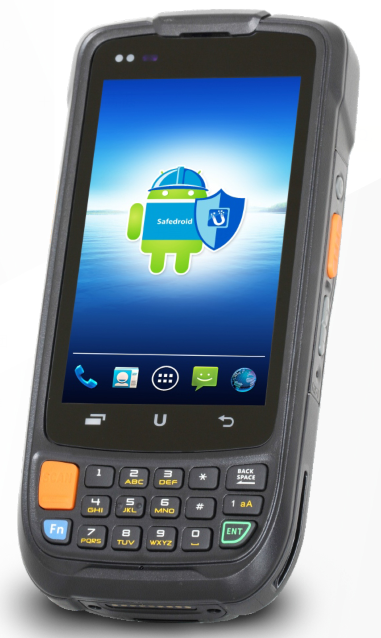 Safedroid
U
U
1
2 ABC
3 DEF
*
BACK SPACE
4 GHI
5 JKL
6 MNO
#
1 aA
Fn
7 PQRS
8 TUV
9 WXYZ
0
ENT